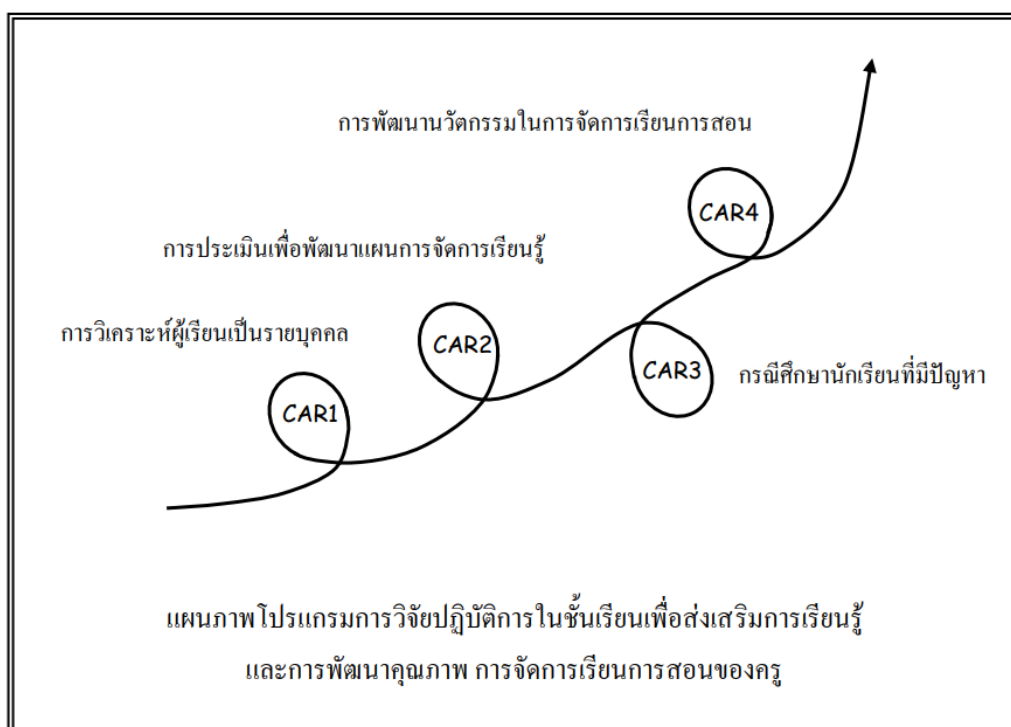 การพัฒนานวัตกรรมในการจัดการเรียนการสอน
CAR4
การประเมินเพื่อพัฒนาแผนการจัดการเรียนรู้
การวิเคราะห์ผู้เรียนเป็นรายบุคคล
CAR2
CAR3
กรณีศึกษานักเรียนที่มีปัญหา
CAR1
แผนภาพโปรแกรมการวิจัยปฏิบัติการในชั้นเรียนเพื่อส่งเสริมการเรียนรู้
และการพัฒนาคุณภาพ การจัดการเรียนการสอนของครู